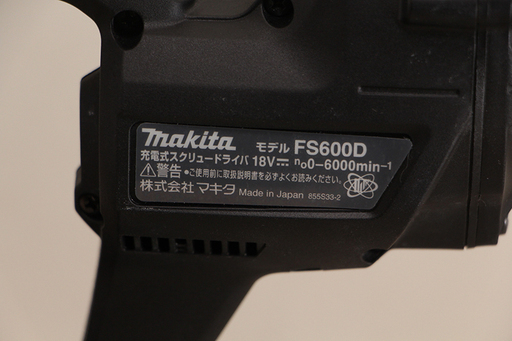 makita モデル FS600D
充電式スクリュードライバ 18V⎓ n₀0-6000min⁻¹
⚠警告 •ご使用前に取扱説明書を必ずよくお読みください。
株式会社マキタ Made in Japan 855S33-2